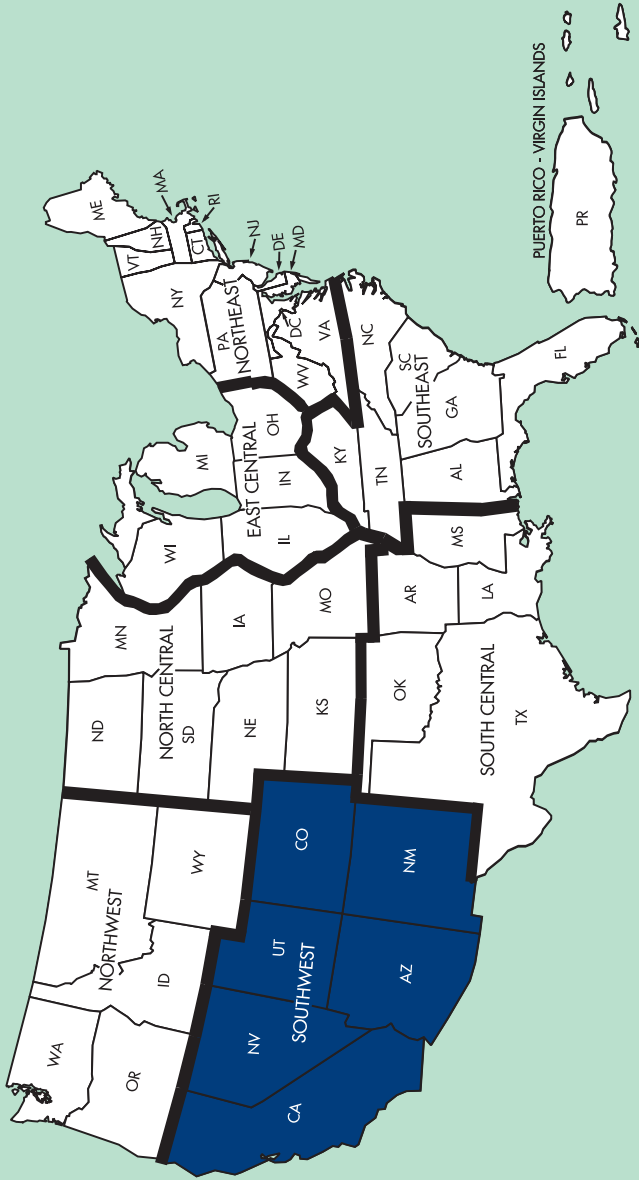 WA
OR
MT
NORTHWEST
ID
WY
CA
NV
UT
SOUTHWEST
CO
AZ
NM
ND
MN
NORTH CENTRAL
SD
NE
IA
KS
MO
WI
MI
EAST CENTRAL
IL
IN
OH
OK
AR
SOUTH CENTRAL
TX
LA
MS
KY
TN
NC
SC
SOUTHEAST
GA
AL
FL
ME
VT
NH
MA
NY
CT
RI
PA
NORTHEAST
NJ
DE
MD
DC
WV
VA
PUERTO RICO - VIRGIN ISLANDS
PR